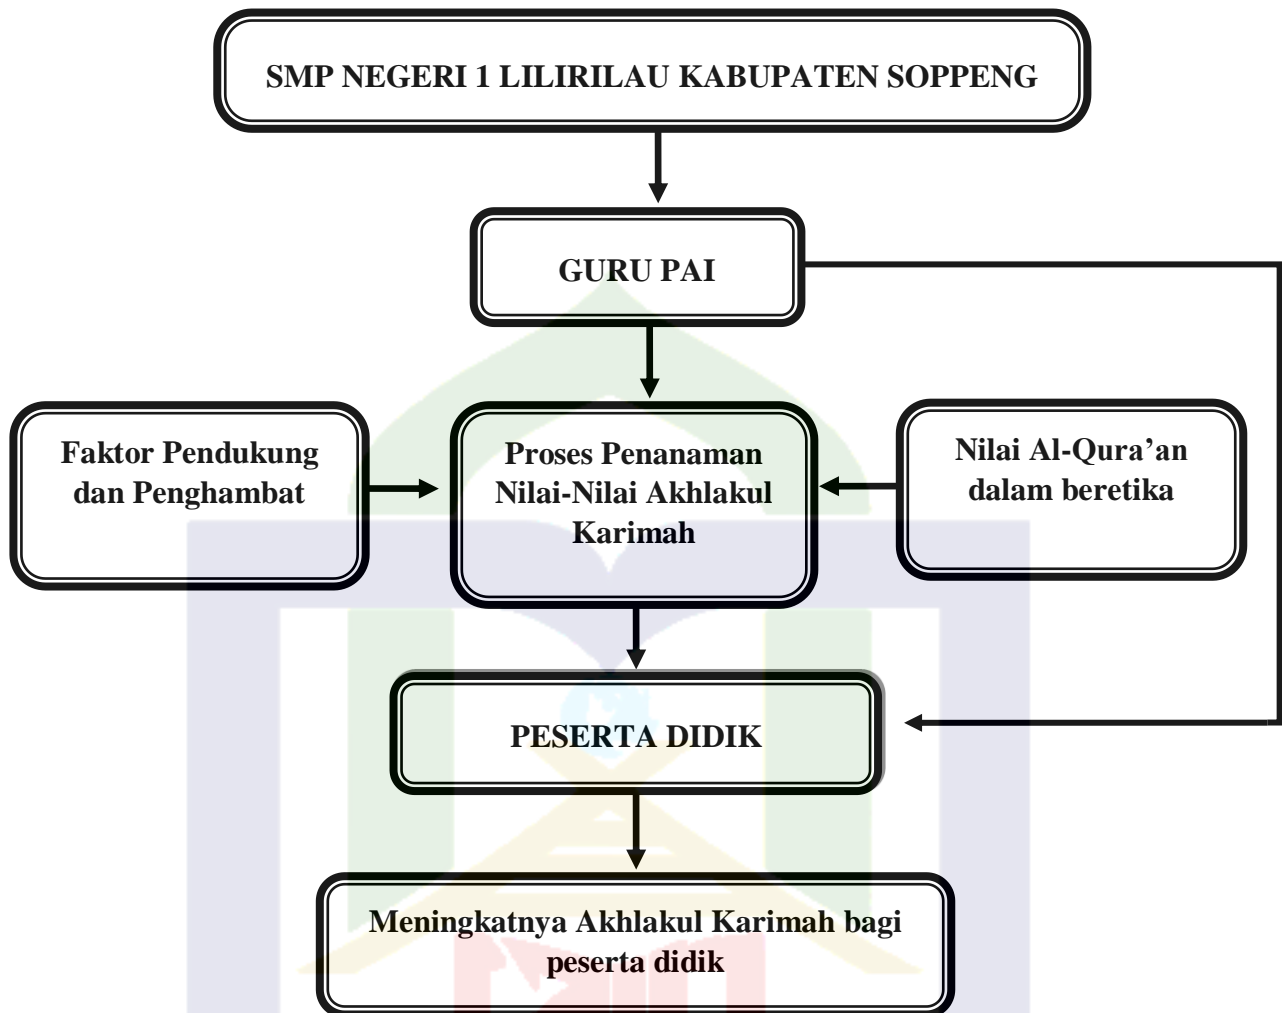 SMP NEGERI 1 LILIRILAU KABUPATEN SOPPENG
GURU PAI
Faktor Pendukung
dan Penghambat
Proses Penanaman
Nilai-Nilai Akhlakul
Karimah
Nilai Al-Qura’an
dalam beretika
PESERTA DIDIK
Meningkatnya Akhlakul Karimah bagi
peserta didik